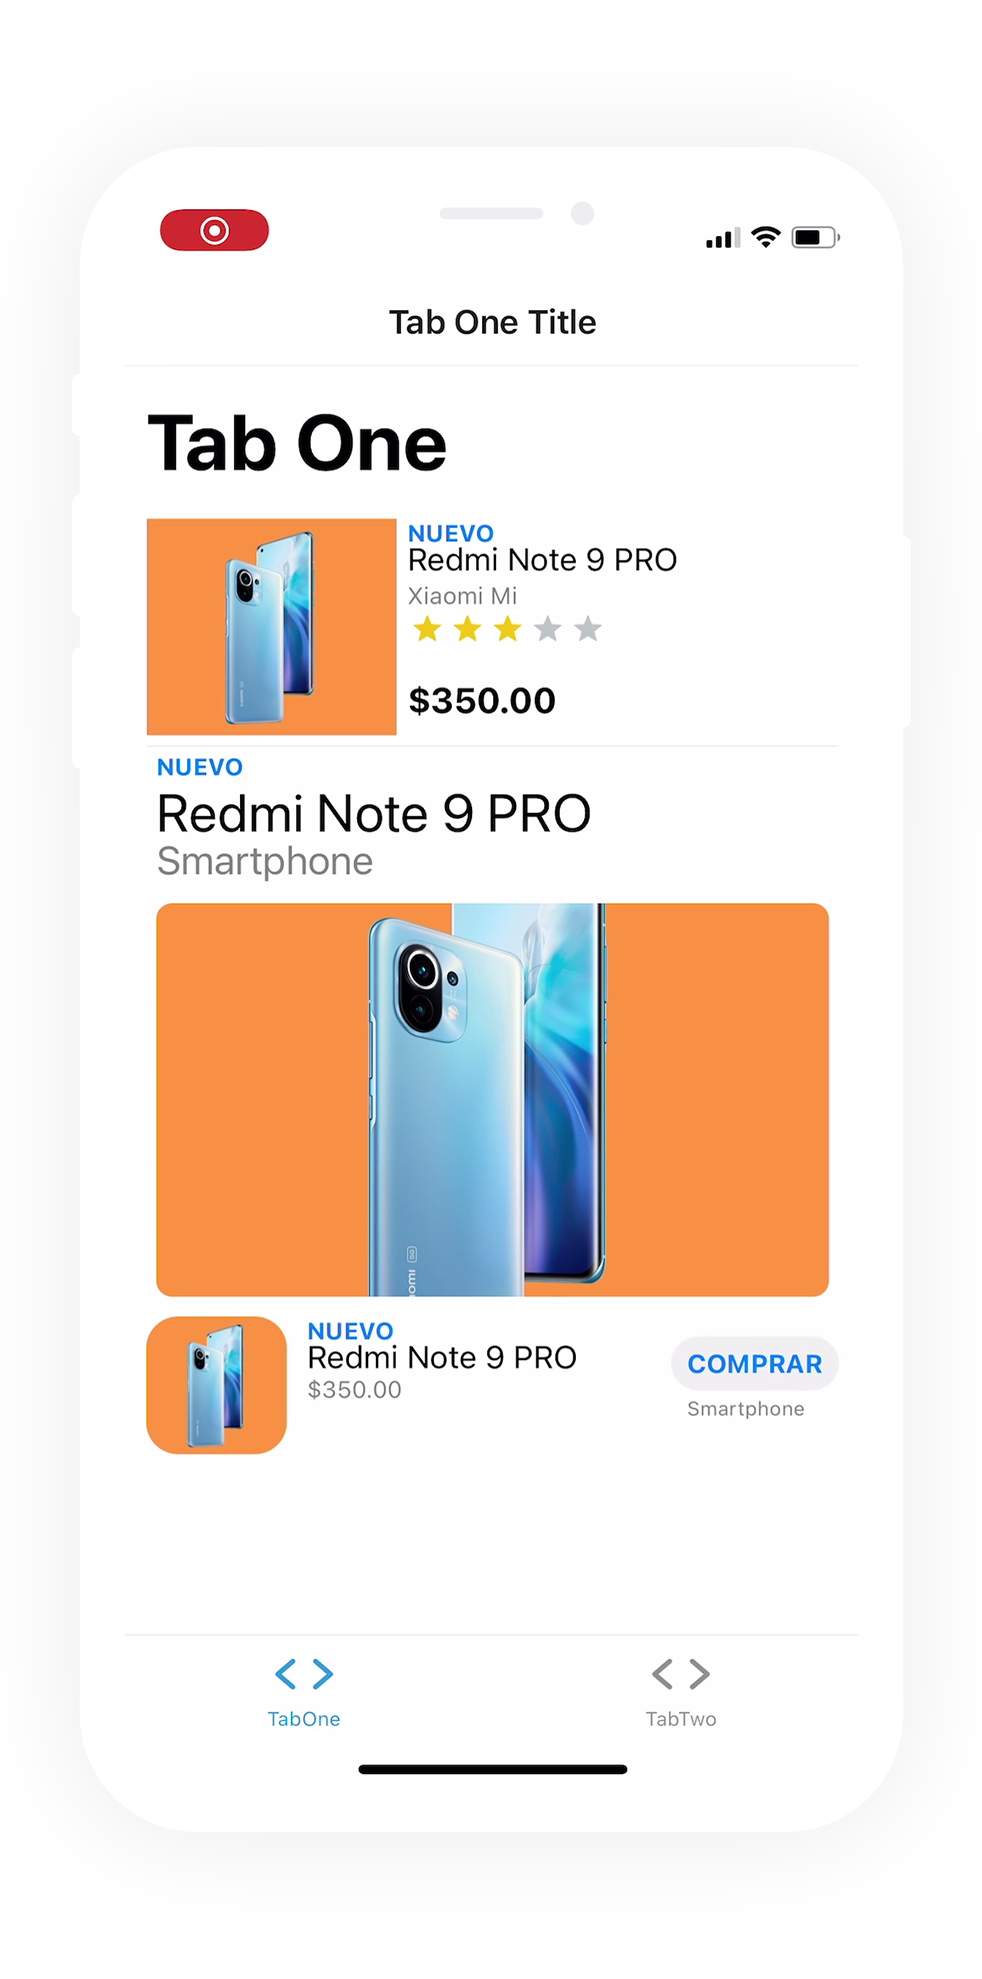 Tab One Title
Tab One
NUEVO
Redmi Note 9 PRO
Xiaomi Mi
$350.00
NUEVO
Redmi Note 9 PRO
Smartphone
5G
NUEVO
Redmi Note 9 PRO
$350.00
COMPRAR
Smartphone
TabOne
TabTwo